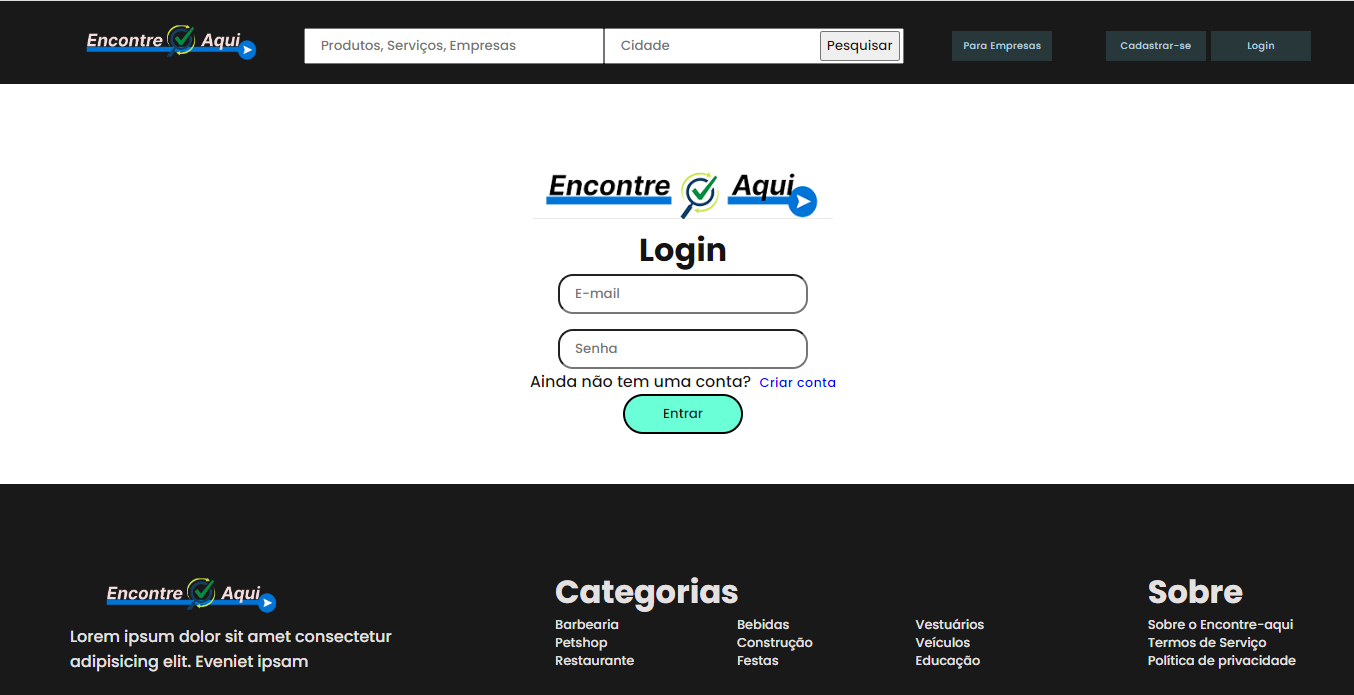 Encontre Aqui
Produtos, Serviços, Empresas
Cidade
Pesquisar
Para Empresas
Cadastrar-se
Login
Encontre Aqui
Login
E-mail
Senha
Ainda não tem uma conta? Criar conta
Entrar
Encontre Aqui
Lorem ipsum dolor sit amet consectetur
adipisicing elit. Eveniet ipsam
Categorias
Barbearia
Petshop
Restaurante
Bebidas
Construção
Festas
Vestuários
Veículos
Educação
Sobre
Sobre o Encontre-aqui
Termos de Serviço
Política de privacidade